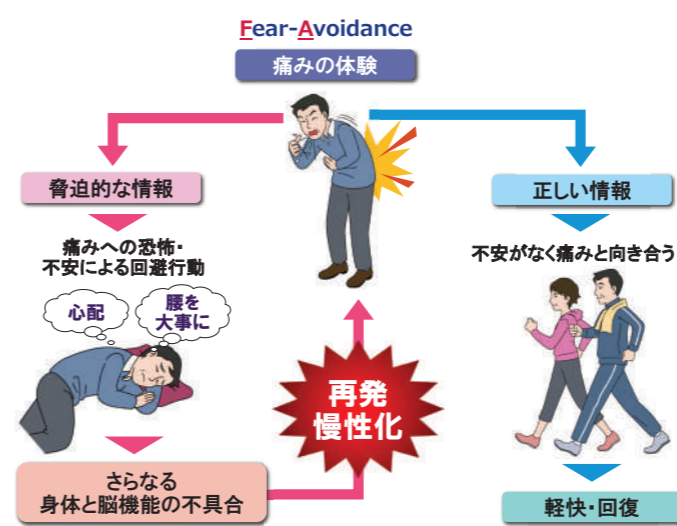 Fear-Avoidance
痛みの体験
脅迫的な情報
正しい情報
痛みへの恐怖・
不安による回避行動
不安がなく痛みと向き合う
心配
腰を
大事に
再発
慢性化
さらなる
身体と脳機能の不具合
軽快・回復